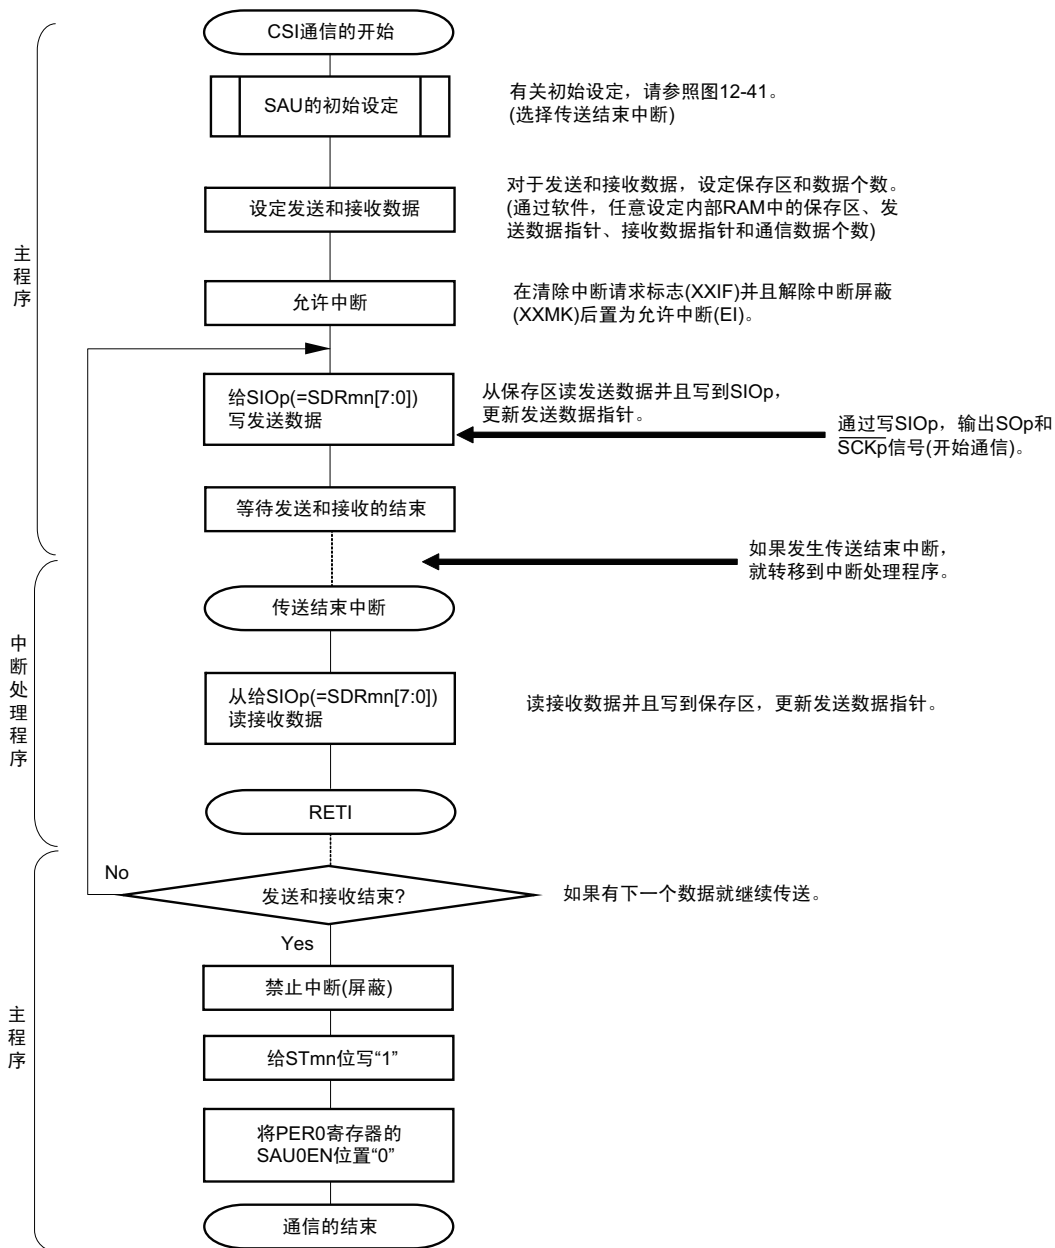 CSI通信的开始
SAU的初始设定
有关初始设定，请参照图12-41。
(选择传送结束中断)
设定发送和接收数据
对于发送和接收数据，设定保存区和数据个数。
(通过软件，任意设定内部RAM中的保存区、发
送数据指针、接收数据指针和通信数据个数)
主程序
允许中断
在清除中断请求标志(XXIF)并且解除中断屏蔽
(XXMK)后置为允许中断(EI)。
给SIOp(=SDRmn[7:0])
写发送数据
从保存区读发送数据并且写到SIOp，
更新发送数据指针。
通过写SIOp，输出SOp和
SCKp信号(开始通信)。
等待发送和接收的结束
如果发生传送结束中断，
就转移到中断处理程序。
传送结束中断
中断处理程序
从给SIOp(=SDRmn[7:0])
读接收数据
读接收数据并且写到保存区，更新发送数据指针。
RETI
No
发送和接收结束?
如果有下一个数据就继续传送。
Yes
禁止中断(屏蔽)
主程序
给STmn位写“1”
将PER0寄存器的
SAU0EN位置“0”
通信的结束